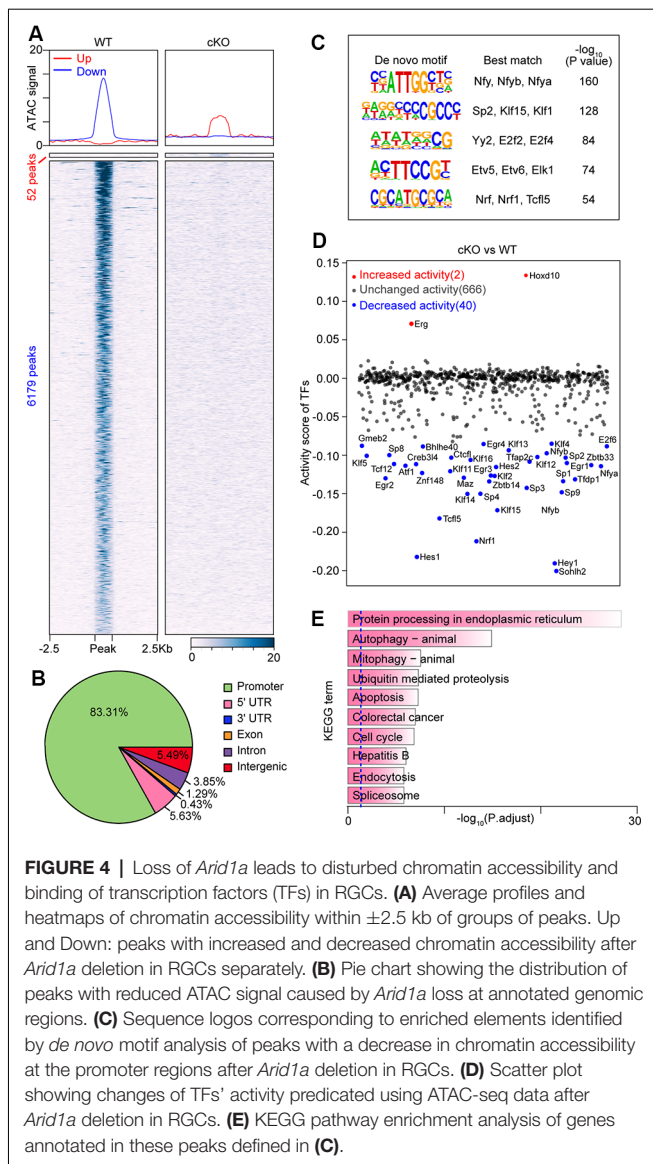 A
WT
cKO
20
10
0
ATAC signal
Up
Down
52 peaks
6179 peaks
-2.5
Peak
2.5Kb
0
20
B
83.31%
5.49%
3.85%
1.29%
0.43%
5.63%
Promoter
5' UTR
3' UTR
Exon
Intron
Intergenic
C
De novo motif
Best match
-log10 (P value)
ATTGG
Nfy, Nfyb, Nfya
160
CGCCC
Sp2, Klf15, Klf1
128
CG
Yy2, E2f2, E2f4
84
TTCCG
Etv5, Etv6, Elk1
74
CGCATGCGCA
Nrf, Nrf1, Tcfl5
54
D
cKO vs WT
Activity score of TFs
0.15
0.10
0.05
0.00
-0.05
-0.10
-0.15
-0.20
Increased activity(2)
Unchanged activity(666)
Decreased activity(40)
Hoxd10
Erg
Gmeb2
Klf5
Sp8
Tcf12
Egr2
Atf1
Creb3l4
Bhlhe40
Znf148
Ctcfl
Klf11
Klf16
Maz
Klf14
Egr4
Klf13
Egr3
Hes2
Klf2
Zbtb14
Sp4
Klf15
Tcfl5
Nrf1
Hes1
Tfap2c
Klf12
Klf4
Nfyb
Sp2
Egr1
Zbtb33
E2f6
Nfya
Sp1
Tfdp1
Sp3
Sp9
Nfyb
Hey1
Sohlh2
E
KEGG term
Protein processing in endoplasmic reticulum
Autophagy − animal
Mitophagy − animal
Ubiquitin mediated proteolysis
Apoptosis
Colorectal cancer
Cell cycle
Hepatitis B
Endocytosis
Spliceosome
0
-log10(P.adjust)
30
FIGURE 4 | Loss of Arid1a leads to disturbed chromatin accessibility and
binding of transcription factors (TFs) in RGCs. (A) Average profiles and
heatmaps of chromatin accessibility within ±2.5 kb of groups of peaks. Up
and Down: peaks with increased and decreased chromatin accessibility after
Arid1a deletion in RGCs separately. (B) Pie chart showing the distribution of
peaks with reduced ATAC signal caused by Arid1a loss at annotated genomic
regions. (C) Sequence logos corresponding to enriched elements identified
by de novo motif analysis of peaks with a decrease in chromatin accessibility
at the promoter regions after Arid1a deletion in RGCs. (D) Scatter plot
showing changes of TFs' activity predicated using ATAC-seq data after
Arid1a deletion in RGCs. (E) KEGG pathway enrichment analysis of genes
annotated in these peaks defined in (C).